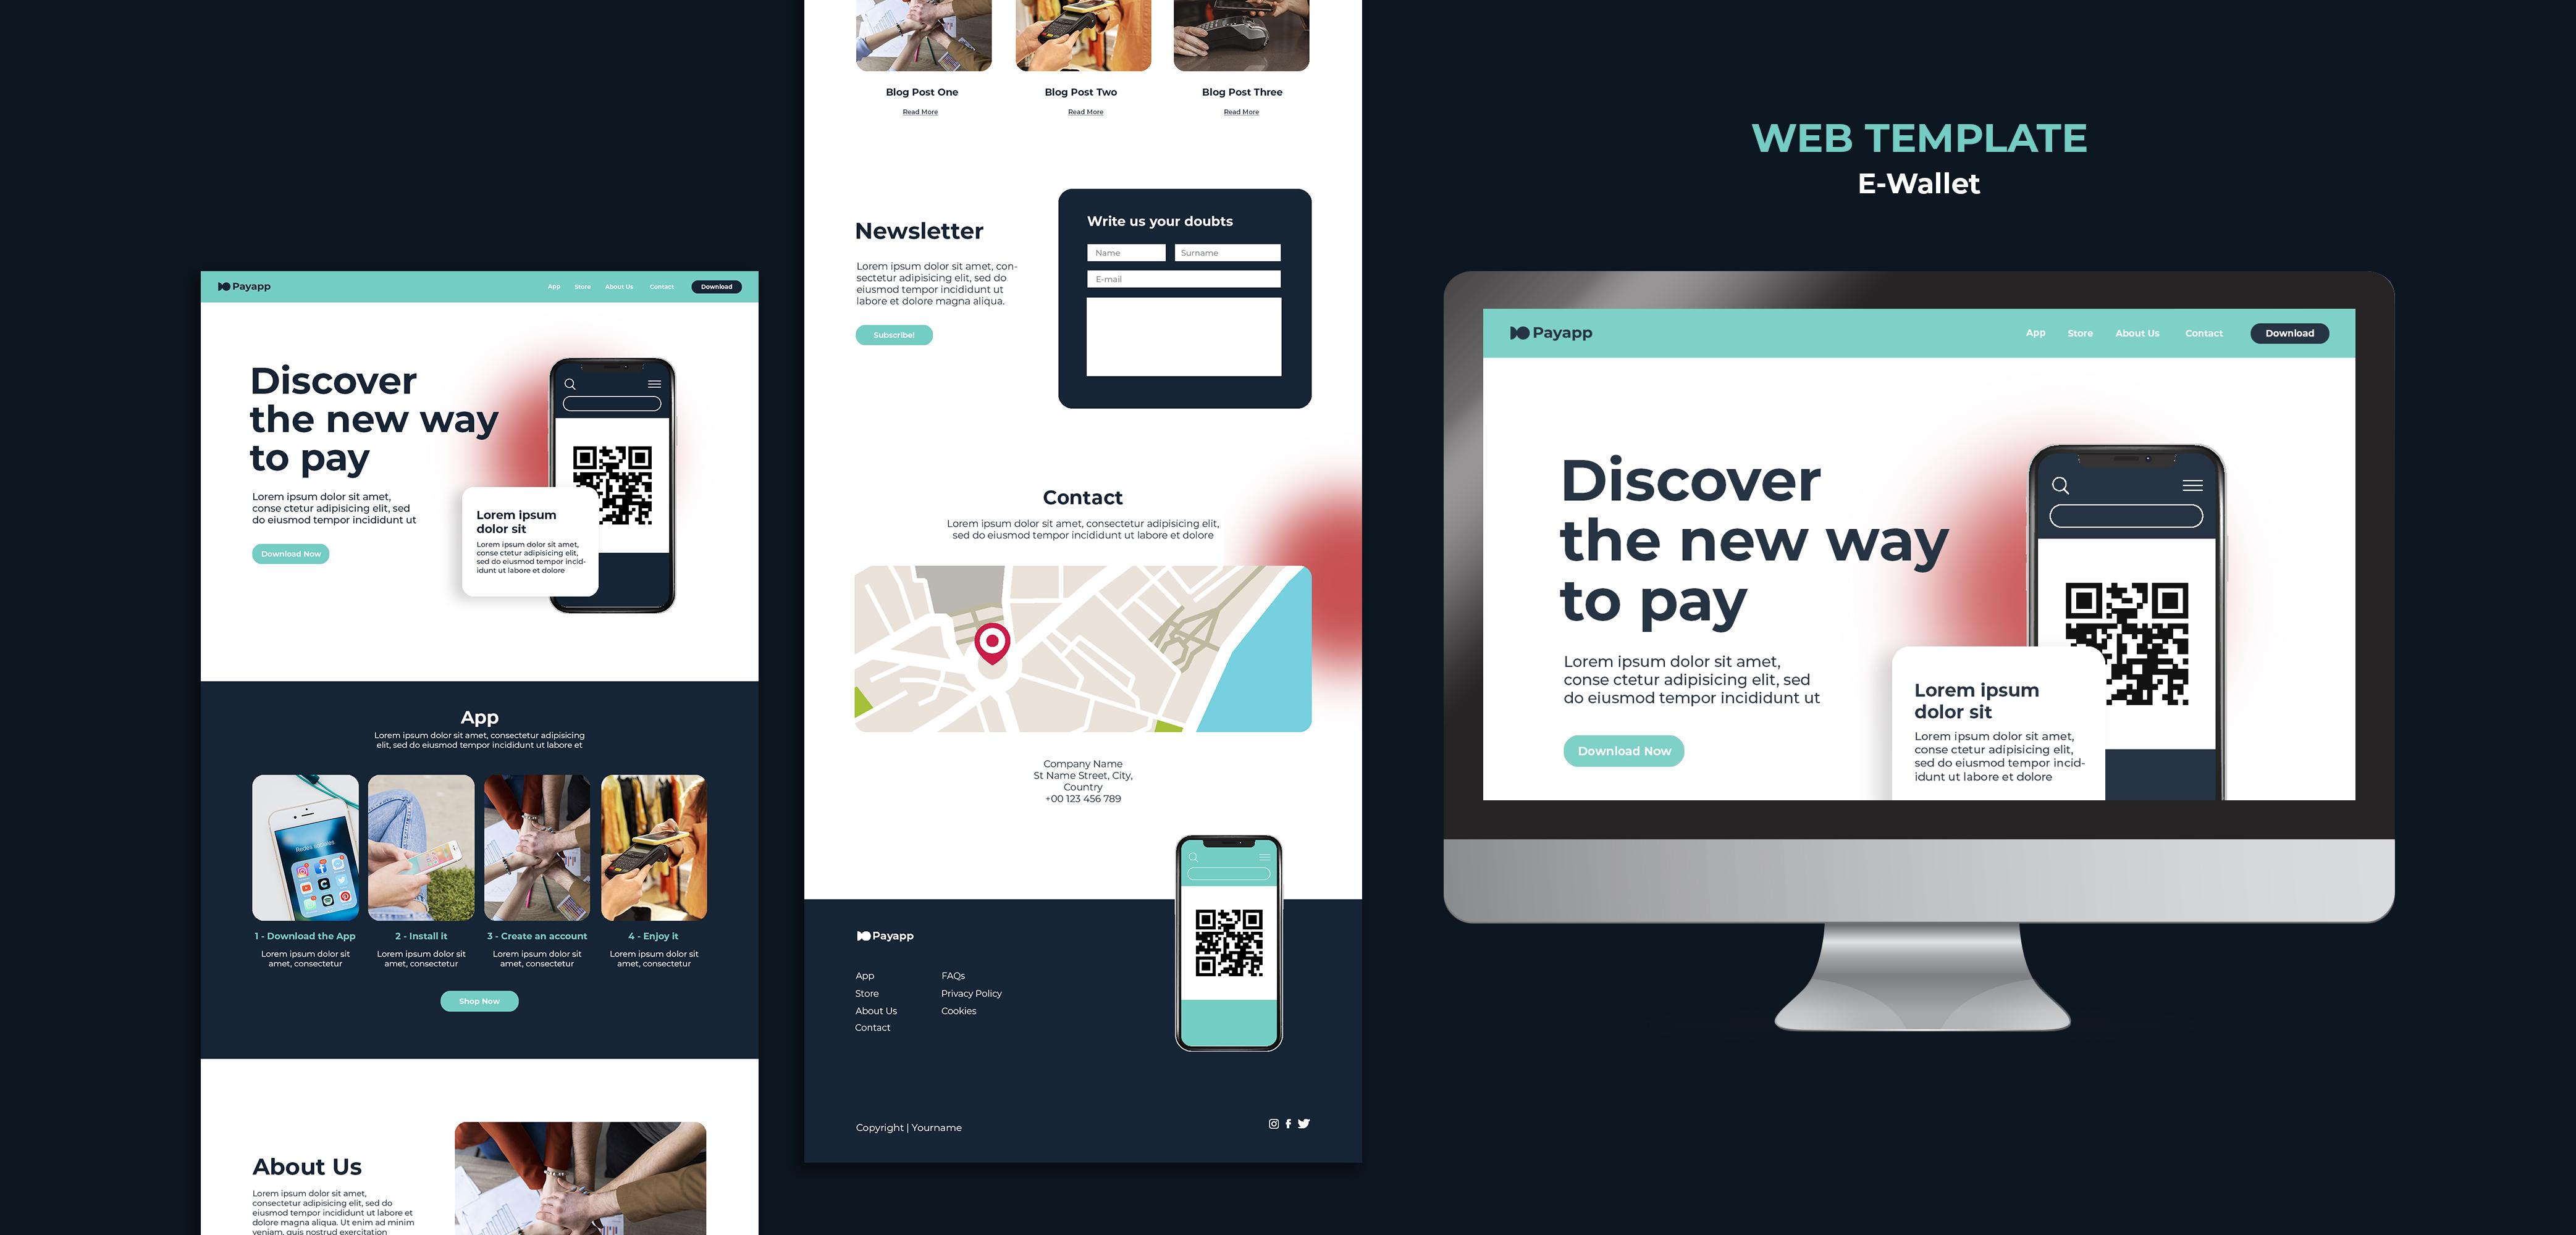 Payapp
App
Store
About Us
Contact
Download
Discover
the new way
to pay
Lorem ipsum dolor sit amet,
conse ctetur adipisicing elit, sed
do eiusmod tempor incididunt ut
Download Now
Lorem ipsum
dolor sit
Lorem ipsum dolor sit amet,
conse ctetur adipisicing elit,
sed do eiusmod tempor incid-
idunt ut labore et dolore
App
Lorem ipsum dolor sit amet, consectetur adipisicing
elit, sed do eiusmod tempor incididunt ut labore et
Redes sociales
1 - Download the App
Lorem ipsum dolor sit
amet, consectetur
2 - Install it
Lorem ipsum dolor sit
amet, consectetur
3 - Create an account
Lorem ipsum dolor sit
amet, consectetur
4 - Enjoy it
Lorem ipsum dolor sit
amet, consectetur
Shop Now
About Us
Lorem ipsum dolor sit amet,
consectetur adipisicing elit, sed do
eiusmod tempor incididunt ut labore et
dolore magna aliqua. Ut enim ad minim
veniam, quis nostrud exercitation
Blog Post One
Read More
Blog Post Two
Read More
Blog Post Three
Read More
Newsletter
Lorem ipsum dolor sit amet, con-
sectetur adipisicing elit, sed do
eiusmod tempor incididunt ut
labore et dolore magna aliqua.
Subscribe!
Write us your doubts
Name
Surname
E-mail
Contact
Lorem ipsum dolor sit amet, consectetur adipisicing elit,
sed do eiusmod tempor incididunt ut labore et dolore
Company Name
St Name Street, City,
Country
+00 123 456 789
Payapp
App
Store
About Us
Contact
FAQs
Privacy Policy
Cookies
Copyright | Yourname
WEB TEMPLATE
E-Wallet
Payapp
App
Store
About Us
Contact
Download
Discover
the new way
to pay
Lorem ipsum dolor sit amet,
conse ctetur adipisicing elit, sed
do eiusmod tempor incididunt ut
Download Now
Lorem ipsum
dolor sit
Lorem ipsum dolor sit amet,
conse ctetur adipisicing elit,
sed do eiusmod tempor incid-
idunt ut labore et dolore